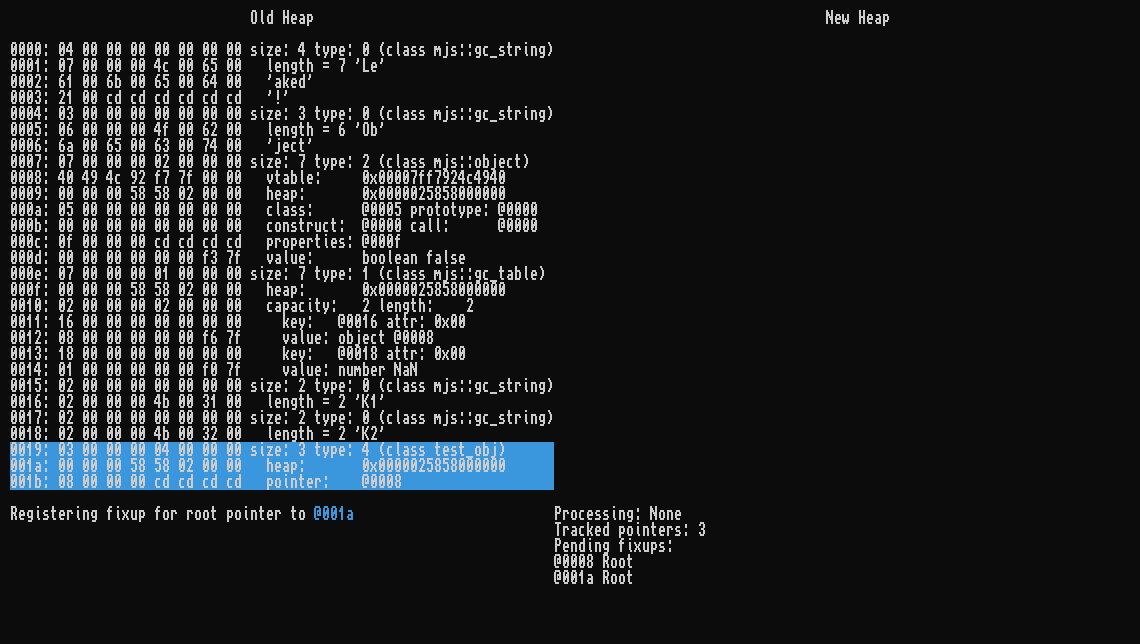 Old Heap
New Heap
0000: 04 00 00 00 00 00 00 00 size: 4 type: 0 (class mjs::gc_string)
0001: 07 00 00 00 4c 00 65 00   length = 7 'Le'
0002: 61 00 6b 00 65 00 64 00   'aked'
0003: 21 00 cd cd cd cd cd cd   '!'
0004: 03 00 00 00 00 00 00 00 size: 3 type: 0 (class mjs::gc_string)
0005: 06 00 00 00 4f 00 62 00   length = 6 'Ob'
0006: 6a 00 65 00 63 00 74 00   'ject'
0007: 07 00 00 00 02 00 00 00 size: 7 type: 2 (class mjs::object)
0008: 40 49 4c 92 f7 7f 00 00   vtable:     0x00007ff7924c4940
0009: 00 00 00 58 58 02 00 00   heap:       0x0000025858000000
000a: 05 00 00 00 00 00 00 00   class:      @0005 prototype: @0000
000b: 00 00 00 00 00 00 00 00   construct:  @0000 call:      @0000
000c: 0f 00 00 00 cd cd cd cd   properties: @000f
000d: 00 00 00 00 00 00 f3 7f   value:      boolean false
000e: 07 00 00 00 01 00 00 00 size: 7 type: 1 (class mjs::gc_table)
000f: 00 00 00 58 58 02 00 00   heap:       0x0000025858000000
0010: 02 00 00 00 02 00 00 00   capacity:   2 length:    2
0011: 16 00 00 00 00 00 00 00     key:   @0016 attr: 0x00
0012: 08 00 00 00 00 00 f6 7f     value: object @0008
0013: 18 00 00 00 00 00 00 00     key:   @0018 attr: 0x00
0014: 01 00 00 00 00 00 f0 7f     value: number NaN
0015: 02 00 00 00 00 00 00 00 size: 2 type: 0 (class mjs::gc_string)
0016: 02 00 00 00 4b 00 31 00   length = 2 'K1'
0017: 02 00 00 00 00 00 00 00 size: 2 type: 0 (class mjs::gc_string)
0018: 02 00 00 00 4b 00 32 00   length = 2 'K2'
0019: 03 00 00 00 04 00 00 00 size: 3 type: 4 (class test_obj)
001a: 00 00 00 58 58 02 00 00   heap:       0x0000025858000000
001b: 08 00 00 00 cd cd cd cd   pointer:    @0008
Registering fixup for root pointer to @001a
Processing: None
Tracked pointers: 3
Pending fixups:
@0008 Root
@001a Root